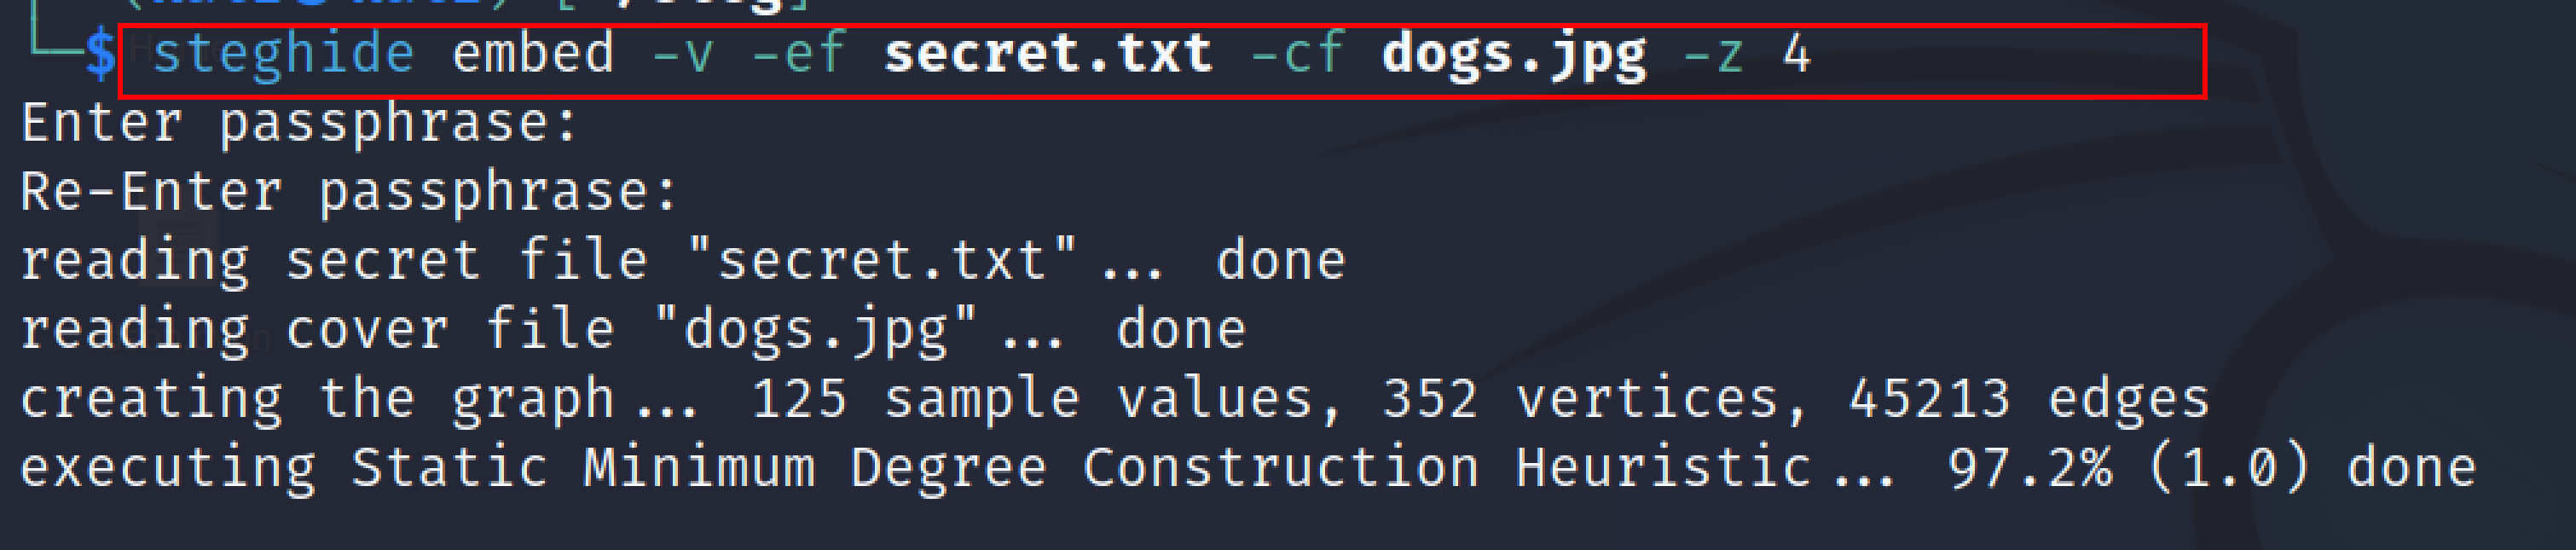 └─$ steghide embed -v -ef secret.txt -cf dogs.jpg -z 4
Enter passphrase:
Re-Enter passphrase:
reading secret file "secret.txt"... done
reading cover file "dogs.jpg"... done
creating the graph... 125 sample values, 352 vertices, 45213 edges
executing Static Minimum Degree Construction Heuristic... 97.2% (1.0) done